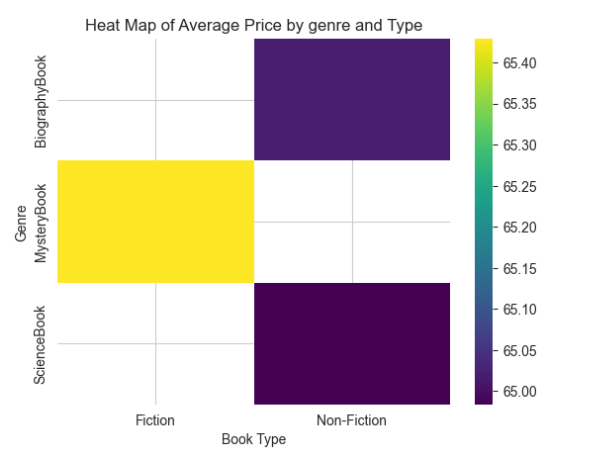 Heat Map of Average Price by genre and Type
Genre
BiographyBook
MysteryBook
ScienceBook
Fiction
Non-Fiction
Book Type
65.40
65.35
65.30
65.25
65.20
65.15
65.10
65.05
65.00